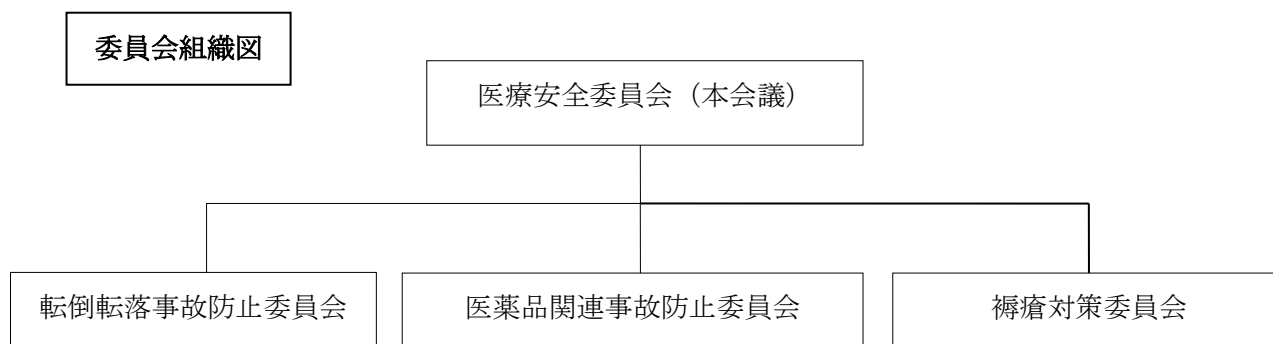 委員会組織図
医療安全委員会（本会議）
転倒転落事故防止委員会
医薬品関連事故防止委員会
褥瘡対策委員会